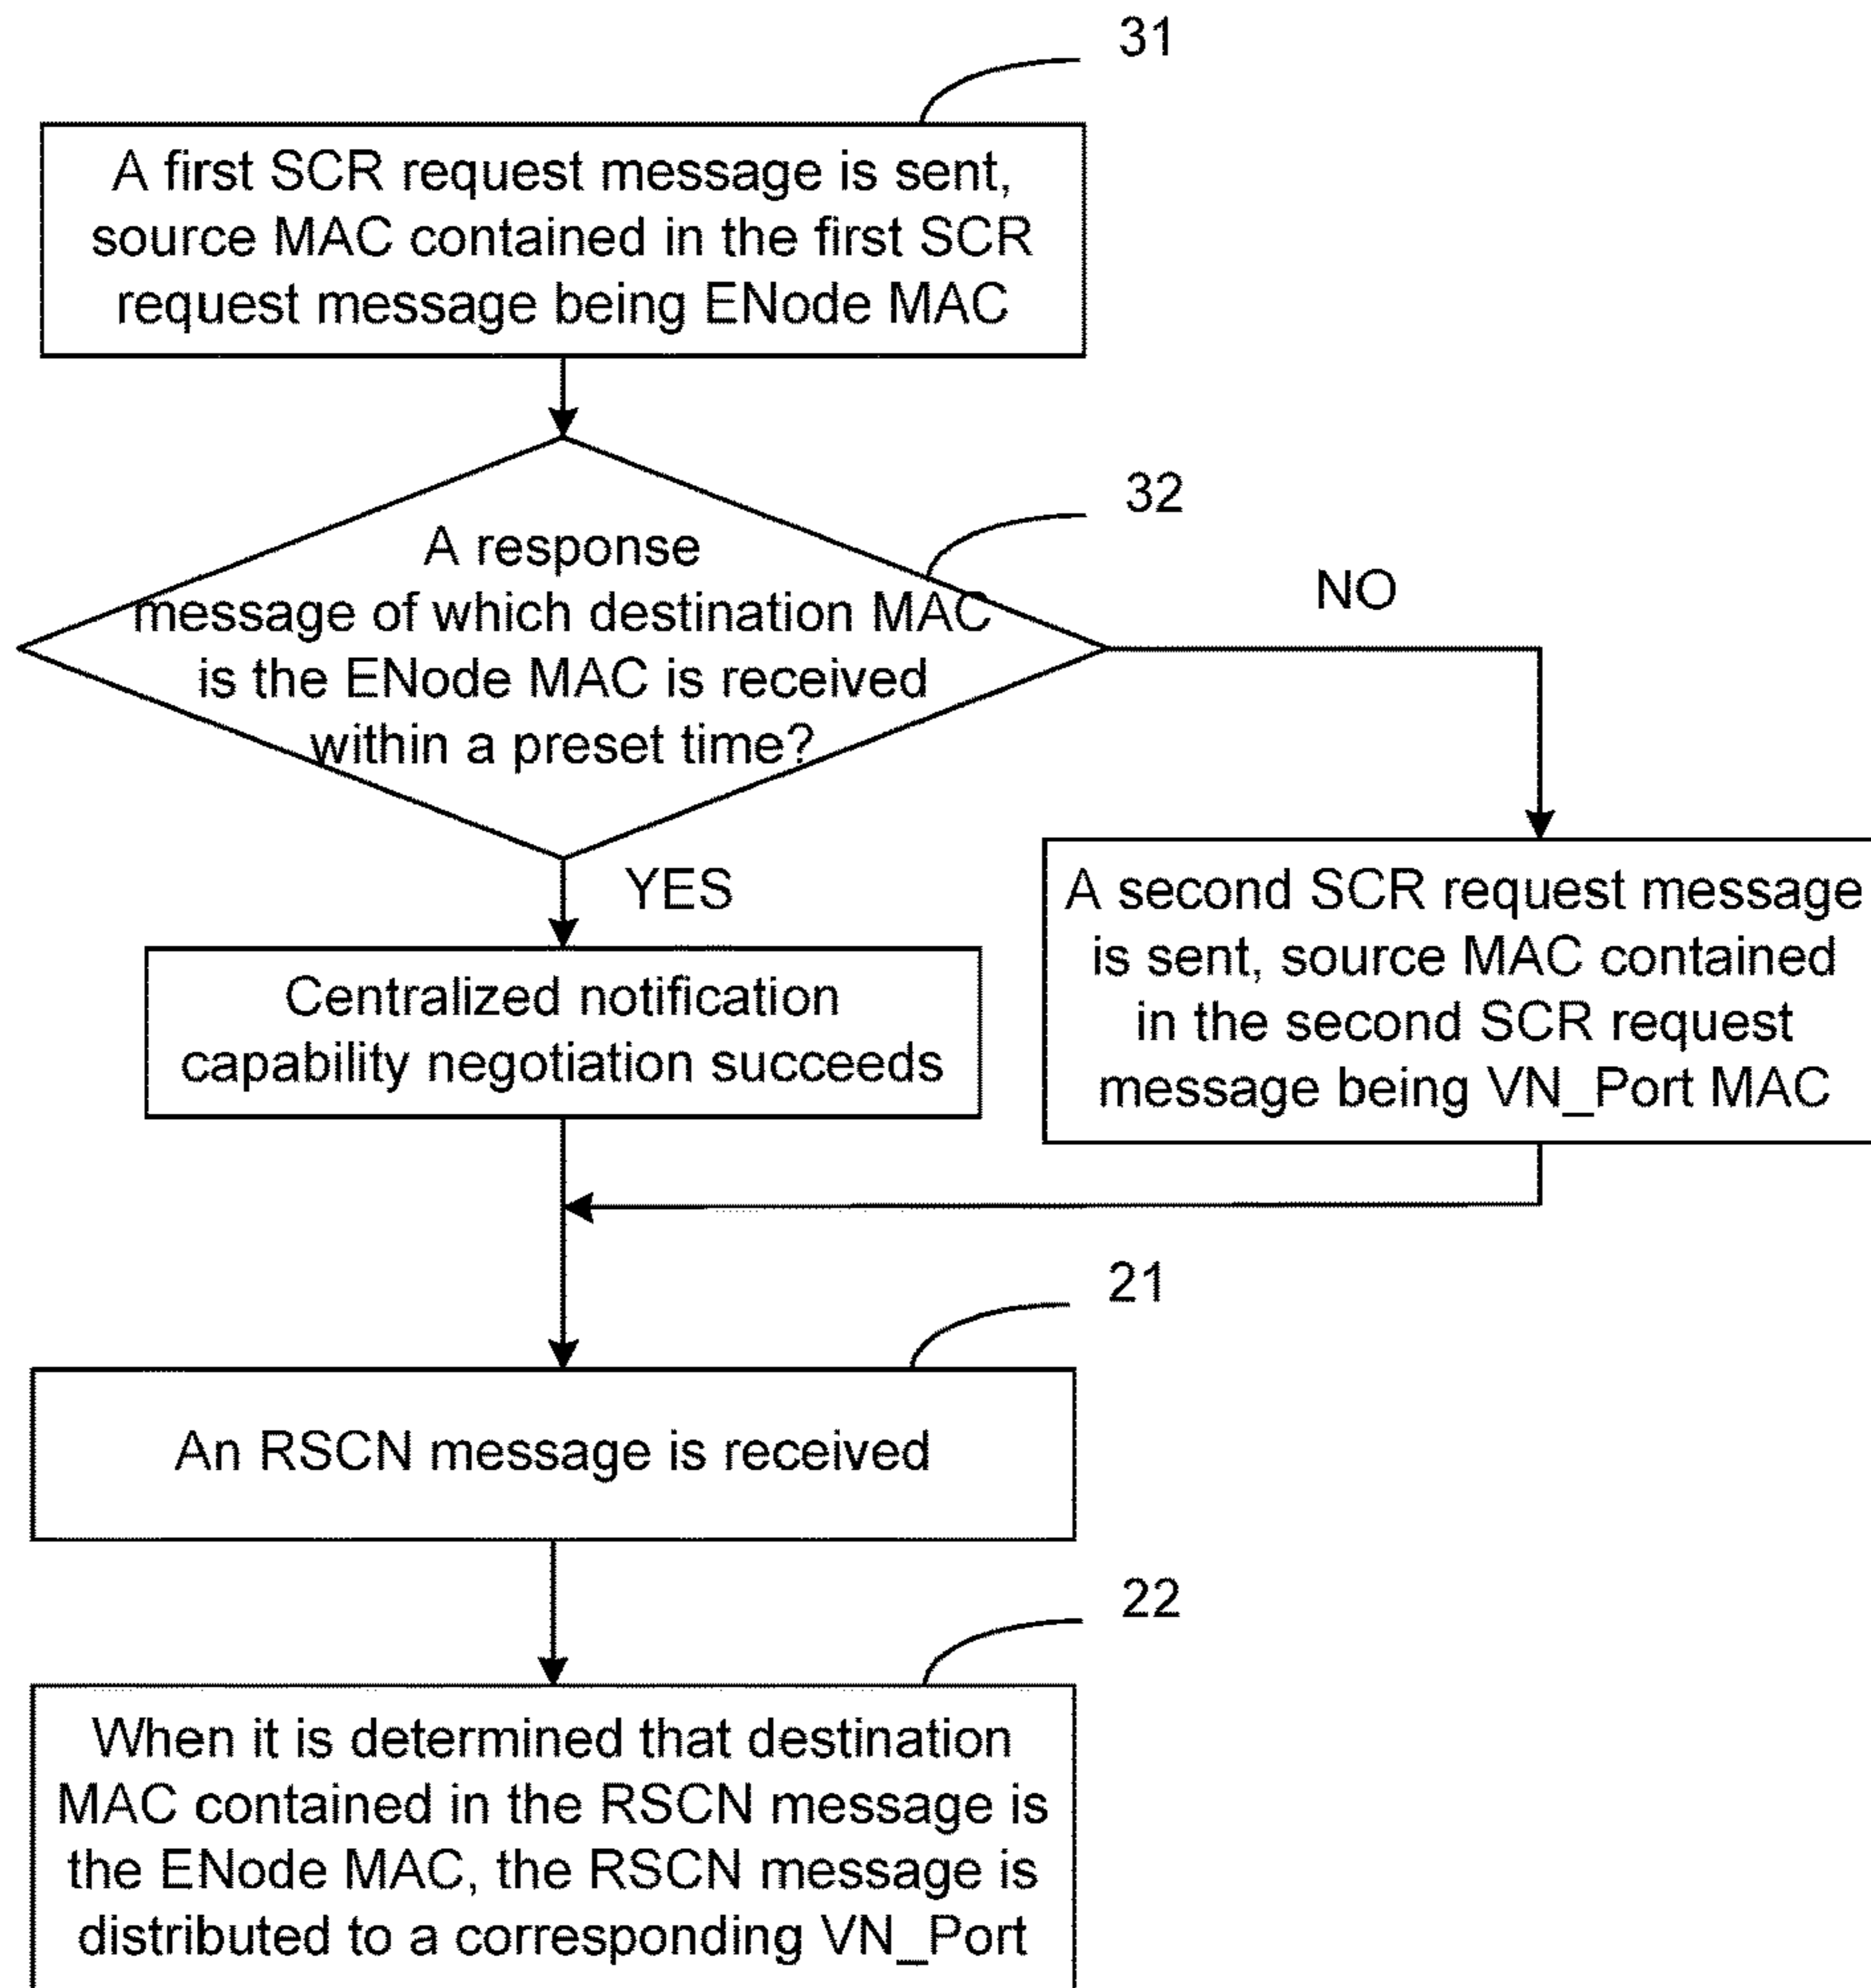 31
A first SCR request message is sent,
source MAC contained in the first SCR
request message being ENode MAC
32
A response
message of which destination MAC
is the ENode MAC is received
within a preset time?
NO
YES
Centralized notification
capability negotiation succeeds
A second SCR request message
is sent, source MAC contained
in the second SCR request
message being VN_Port MAC
21
An RSCN message is received
22
When it is determined that destination
MAC contained in the RSCN message is
the ENode MAC, the RSCN message is
distributed to a corresponding VN_Port